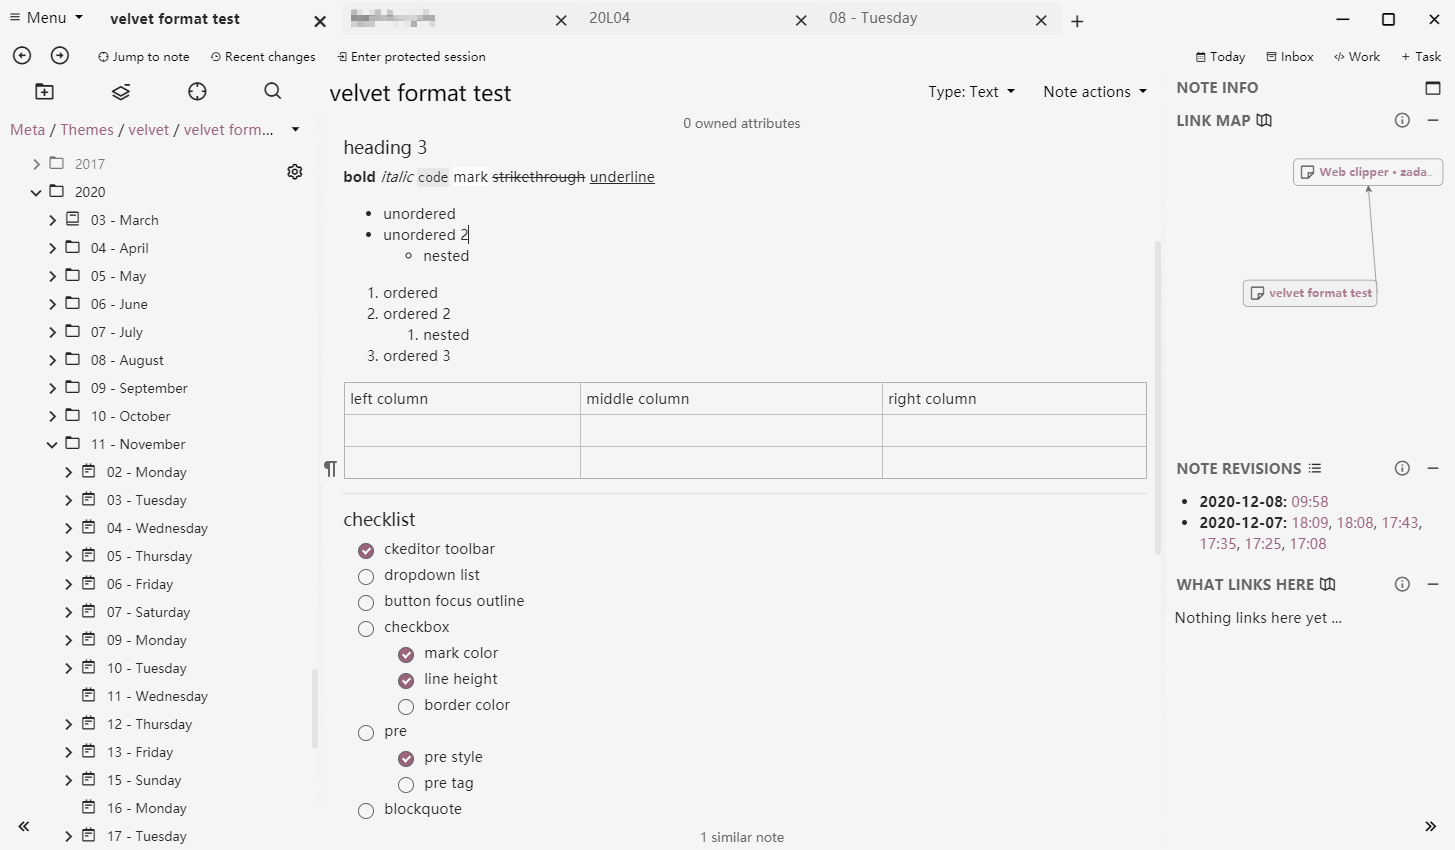 Menu
velvet format test
20L04
08 - Tuesday
Jump to note
Recent changes
Enter protected session
Today
Inbox
Work
+ Task
Meta / Themes / velvet / velvet form...
2017
2020
03 - March
04 - April
05 - May
06 - June
07 - July
08 - August
09 - September
10 - October
11 - November
02 - Monday
03 - Tuesday
04 - Wednesday
05 - Thursday
06 - Friday
07 - Saturday
09 - Monday
10 - Tuesday
11 - Wednesday
12 - Thursday
13 - Friday
15 - Sunday
16 - Monday
17 - Tuesday
velvet format test
Type: Text
Note actions
0 owned attributes
heading 3
bold italic code mark strikethrough underline
• unordered
• unordered 2
◦ nested
1. ordered
2. ordered 2
1. nested
3. ordered 3
left column middle column right column
¶
checklist
ckeditor toolbar
dropdown list
button focus outline
checkbox
mark color
line height
border color
pre
pre style
pre tag
blockquote
1 similar note
NOTE INFO
LINK MAP
Web clipper • zada...
velvet format test
NOTE REVISIONS
• 2020-12-08: 09:58
• 2020-12-07: 18:09, 18:08, 17:43,
17:35, 17:25, 17:08
WHAT LINKS HERE
Nothing links here yet ...